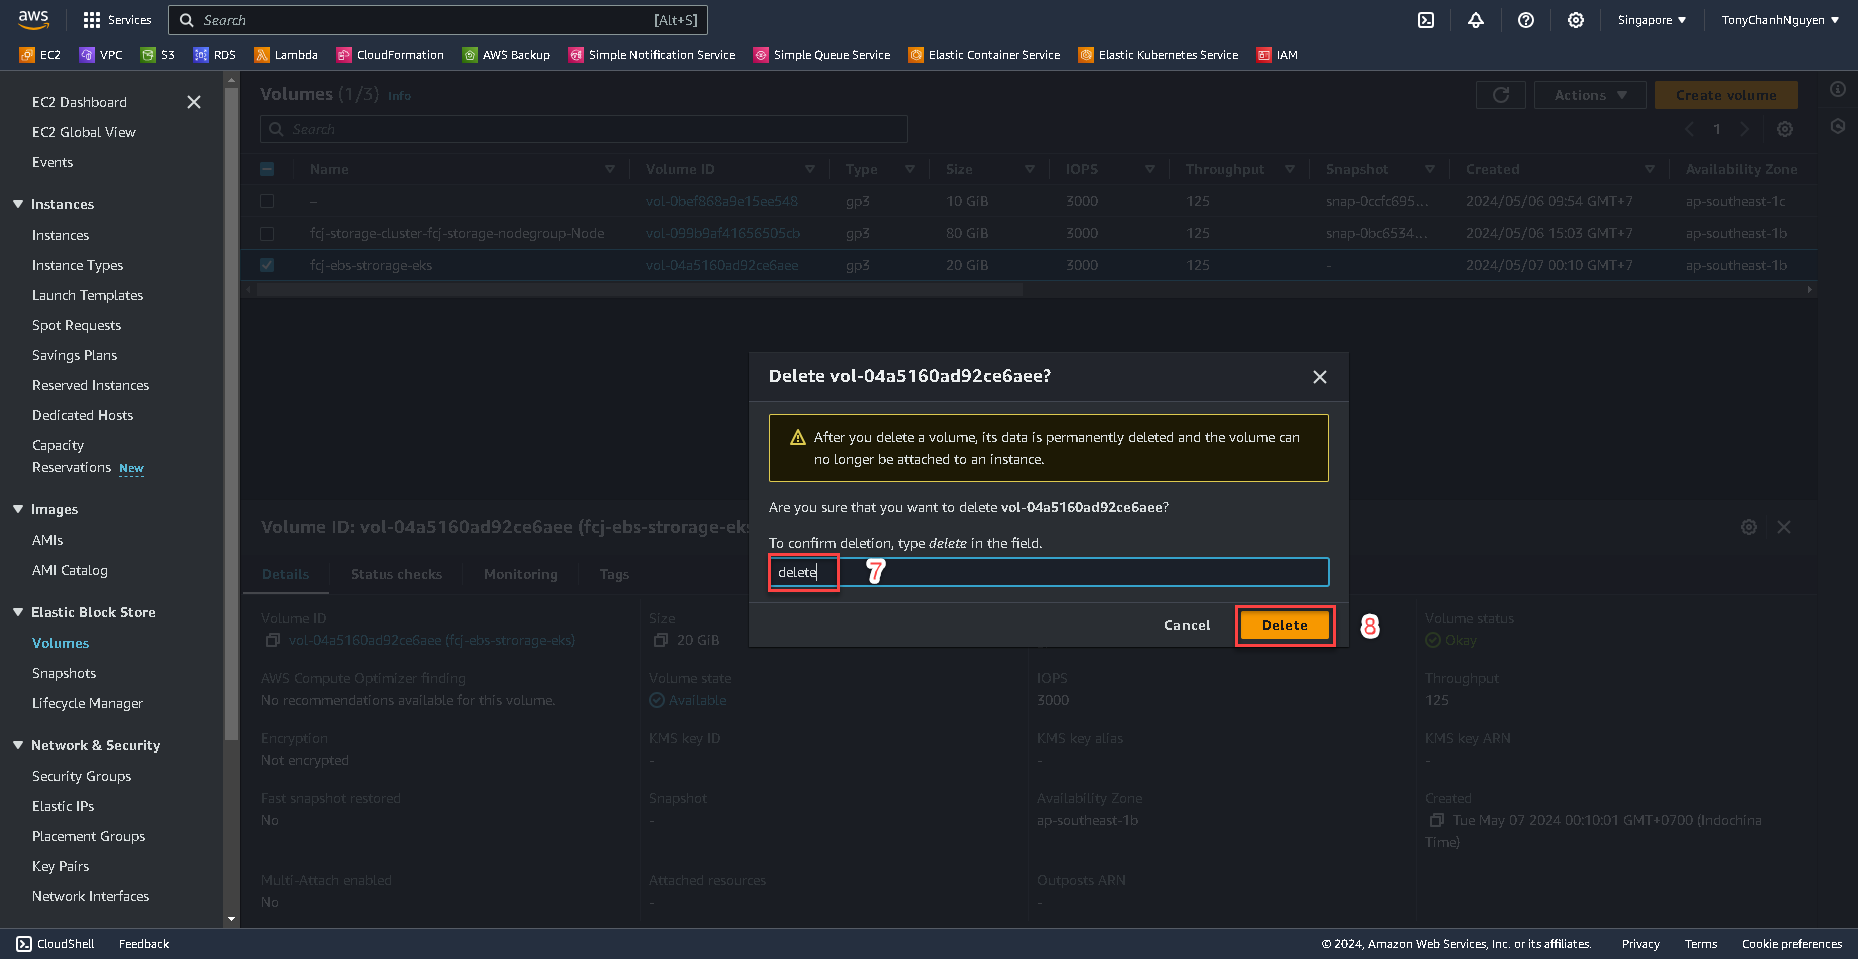 aws
Services
Search
[Alt+S]
Singapore
TonyChanhNguyen
EC2
VPC
S3
RDS
Lambda
CloudFormation
AWS Backup
Simple Notification Service
Simple Queue Service
Elastic Container Service
Elastic Kubernetes Service
IAM
EC2 Dashboard
EC2 Global View
Events
Instances
Instances
Instance Types
Launch Templates
Spot Requests
Savings Plans
Reserved Instances
Dedicated Hosts
Capacity
Reservations New
Images
AMIs
AMI Catalog
Elastic Block Store
Volumes
Snapshots
Lifecycle Manager
Network & Security
Security Groups
Elastic IPs
Placement Groups
Key Pairs
Network Interfaces
Volumes (1/3) Info
Actions
Create volume
Search
1
Name Volume ID Type Size IOPS Throughput Snapshot Created Availability Zone
– vol-0bef868a9e15ee548 gp3 10 GiB 3000 125 snap-0ccfc695... 2024/05/06 09:54 GMT+7 ap-southeast-1c
fcj-storage-cluster-fcj-storage-nodegroup-Node vol-099b9af41656505cb gp3 80 GiB 3000 125 snap-0bc6534... 2024/05/06 15:03 GMT+7 ap-southeast-1b
fcj-ebs-strorage-eks vol-04a5160ad92ce6aee gp3 20 GiB 3000 125 - 2024/05/07 00:10 GMT+7 ap-southeast-1b
Delete vol-04a5160ad92ce6aee?
After you delete a volume, its data is permanently deleted and the volume can
no longer be attached to an instance.
Are you sure that you want to delete vol-04a5160ad92ce6aee?
To confirm deletion, type delete in the field.
delete
7
Cancel
Delete
8
Volume ID: vol-04a5160ad92ce6aee (fcj-ebs-strorage-eks
Details
Status checks
Monitoring
Tags
Volume ID
vol-04a5160ad92ce6aee (fcj-ebs-strorage-eks)
Size
20 GiB
Volume status
Okay
AWS Compute Optimizer finding
No recommendations available for this volume.
Volume state
Available
IOPS
3000
Throughput
125
Encryption
Not encrypted
KMS key ID
-
KMS key alias
-
KMS key ARN
-
Fast snapshot restored
No
Snapshot
-
Availability Zone
ap-southeast-1b
Created
Tue May 07 2024 00:10:01 GMT+0700 (Indochina
Time)
Multi-Attach enabled
No
Attached resources
-
Outposts ARN
-
CloudShell
Feedback
© 2024, Amazon Web Services, Inc. or its affiliates.
Privacy
Terms
Cookie preferences